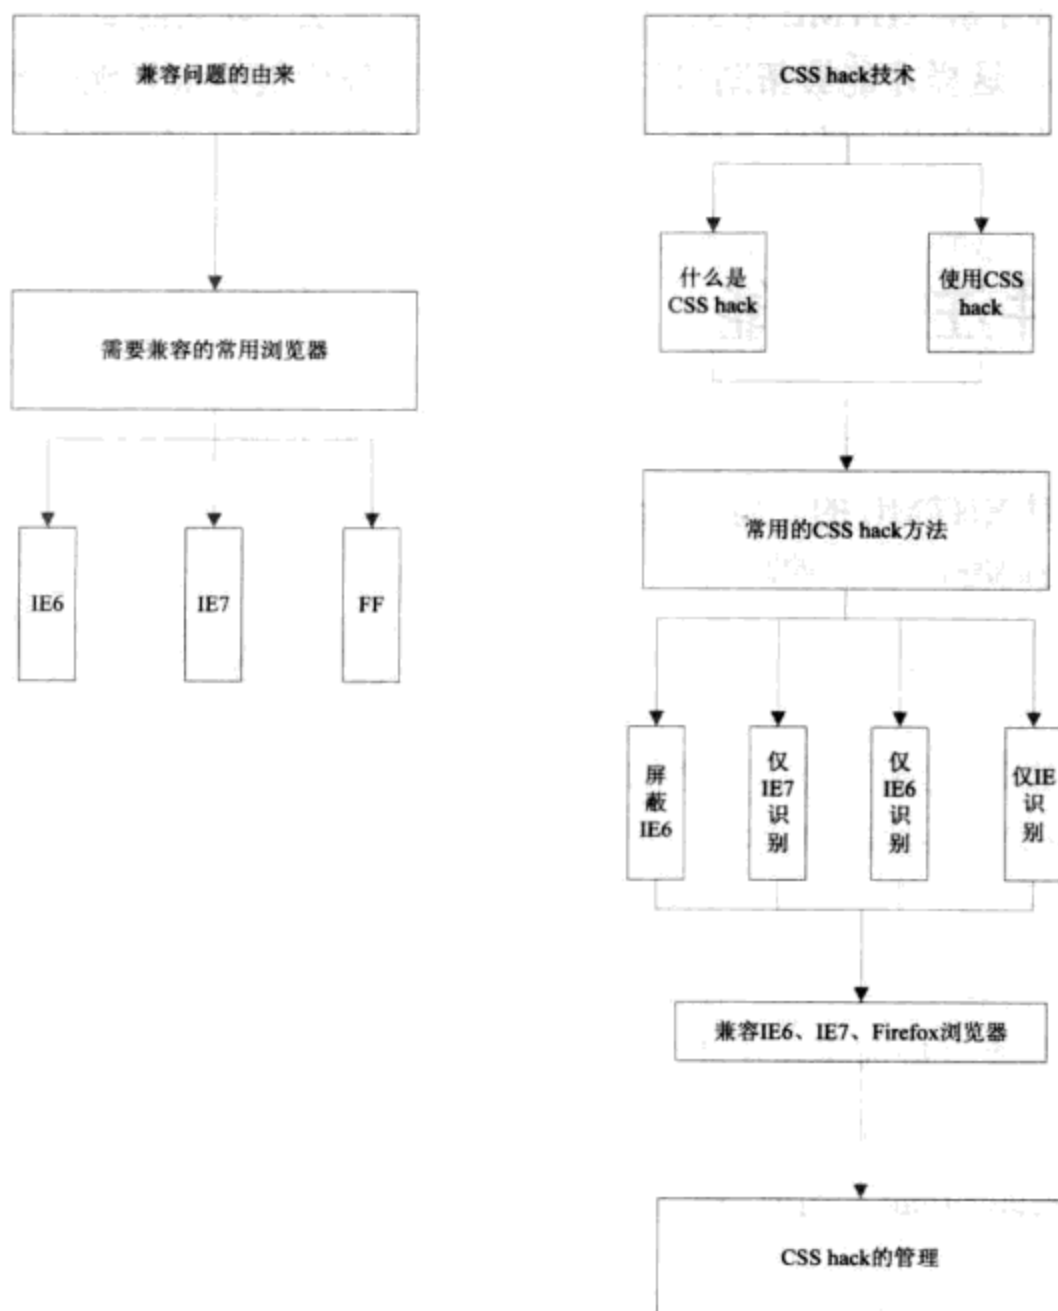 兼容问题的由来
需要兼容的常用浏览器
IE6
IE7
FF
CSS hack技术
什么是
CSS hack
使用CSS
hack
常用的CSS hack方法
屏
蔽
IE6
仅
IE7
识
别
仅
IE6
识
别
仅IE
识
别
兼容IE6、IE7、Firefox浏览器
CSS hack的管理